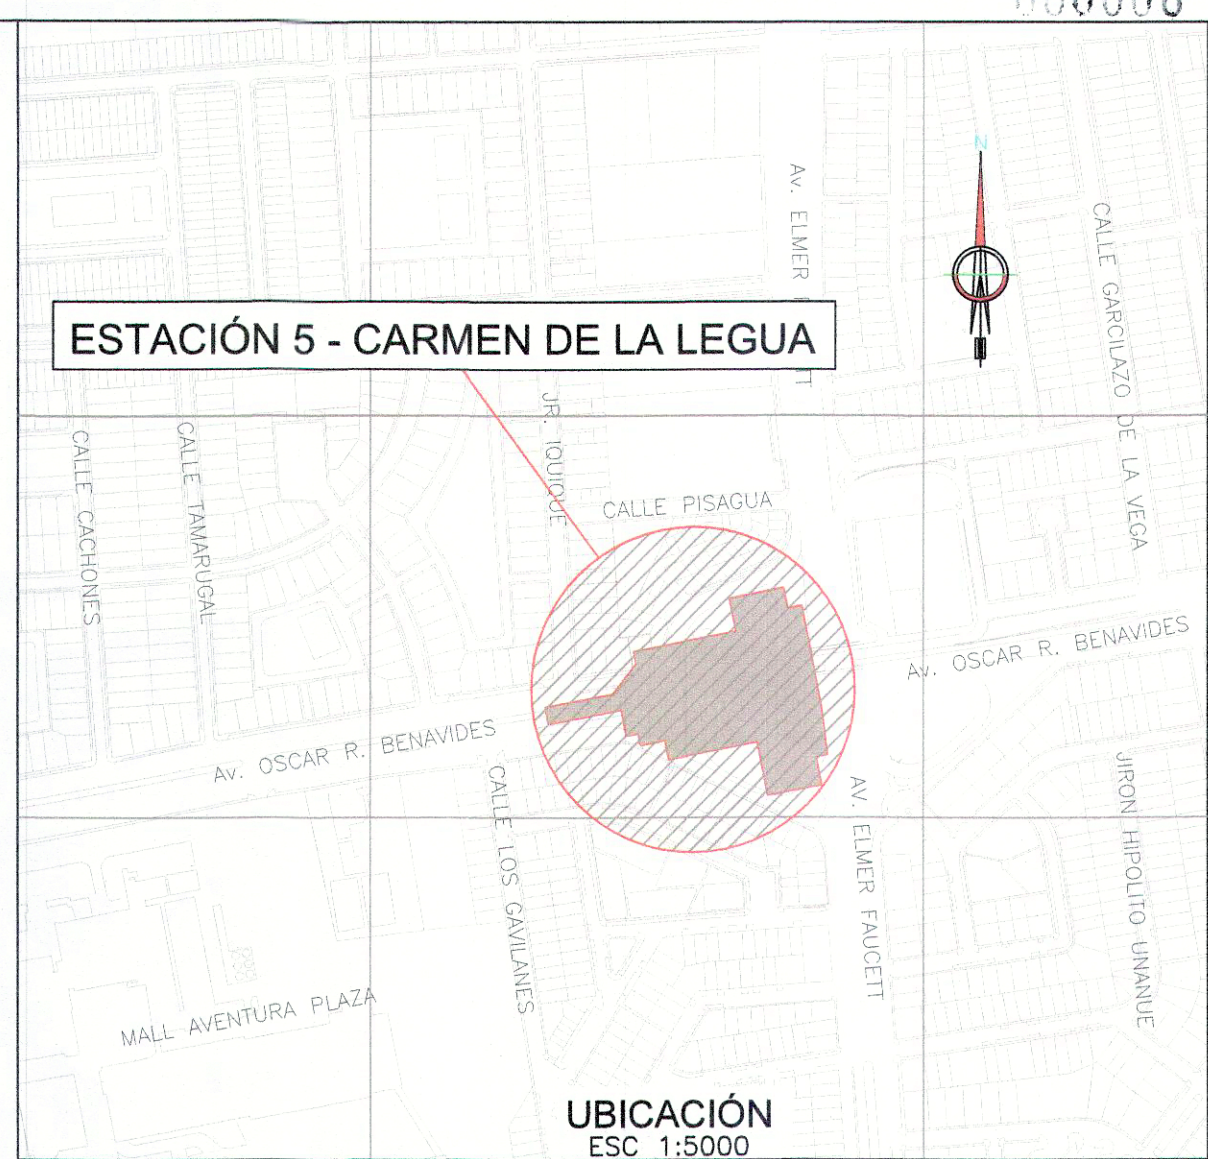 N
Av. ELMER
CALLE GARCILAZO DE LA VEGA
ESTACIÓN 5 - CARMEN DE LA LEGUA
JR. IQUIQUE
CALLE CACHONES
CALLE TAMARUGAL
CALLE PISAGUA
Av. OSCAR R. BENAVIDES
Av. OSCAR R. BENAVIDES
CALLE LOS GAVILANES
AV. ELMER FAUCETT
JIRON HIPOLITO UNANUE
MALL AVENTURA PLAZA
UBICACIÓN
ESC 1:5000